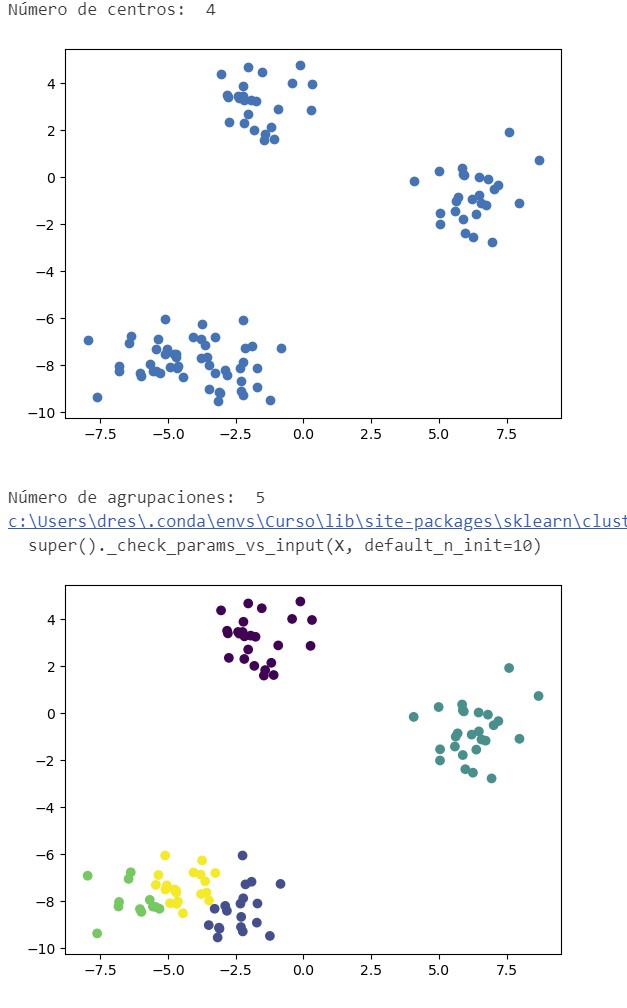 Número de centros:  4
4
2
0
−2
−4
−6
−8
−10
−7.5 −5.0 −2.5 0.0 2.5 5.0 7.5
Número de agrupaciones:  5
c:\Users\dres\.conda\envs\Curso\lib\site-packages\sklearn\clust
super()._check_params_vs_input(X, default_n_init=10)
4
2
0
−2
−4
−6
−8
−10
−7.5 −5.0 −2.5 0.0 2.5 5.0 7.5